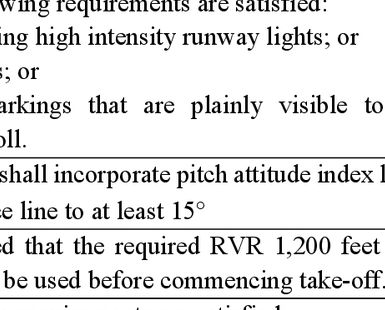 wing requirements are satisfied:
ing high intensity runway lights; or
s; or
arkings that are plainly visible to
oll.
shall incorporate pitch attitude index l
ce line to at least 15°
ed that the required RVR 1,200 feet
be used before commencing take-off.